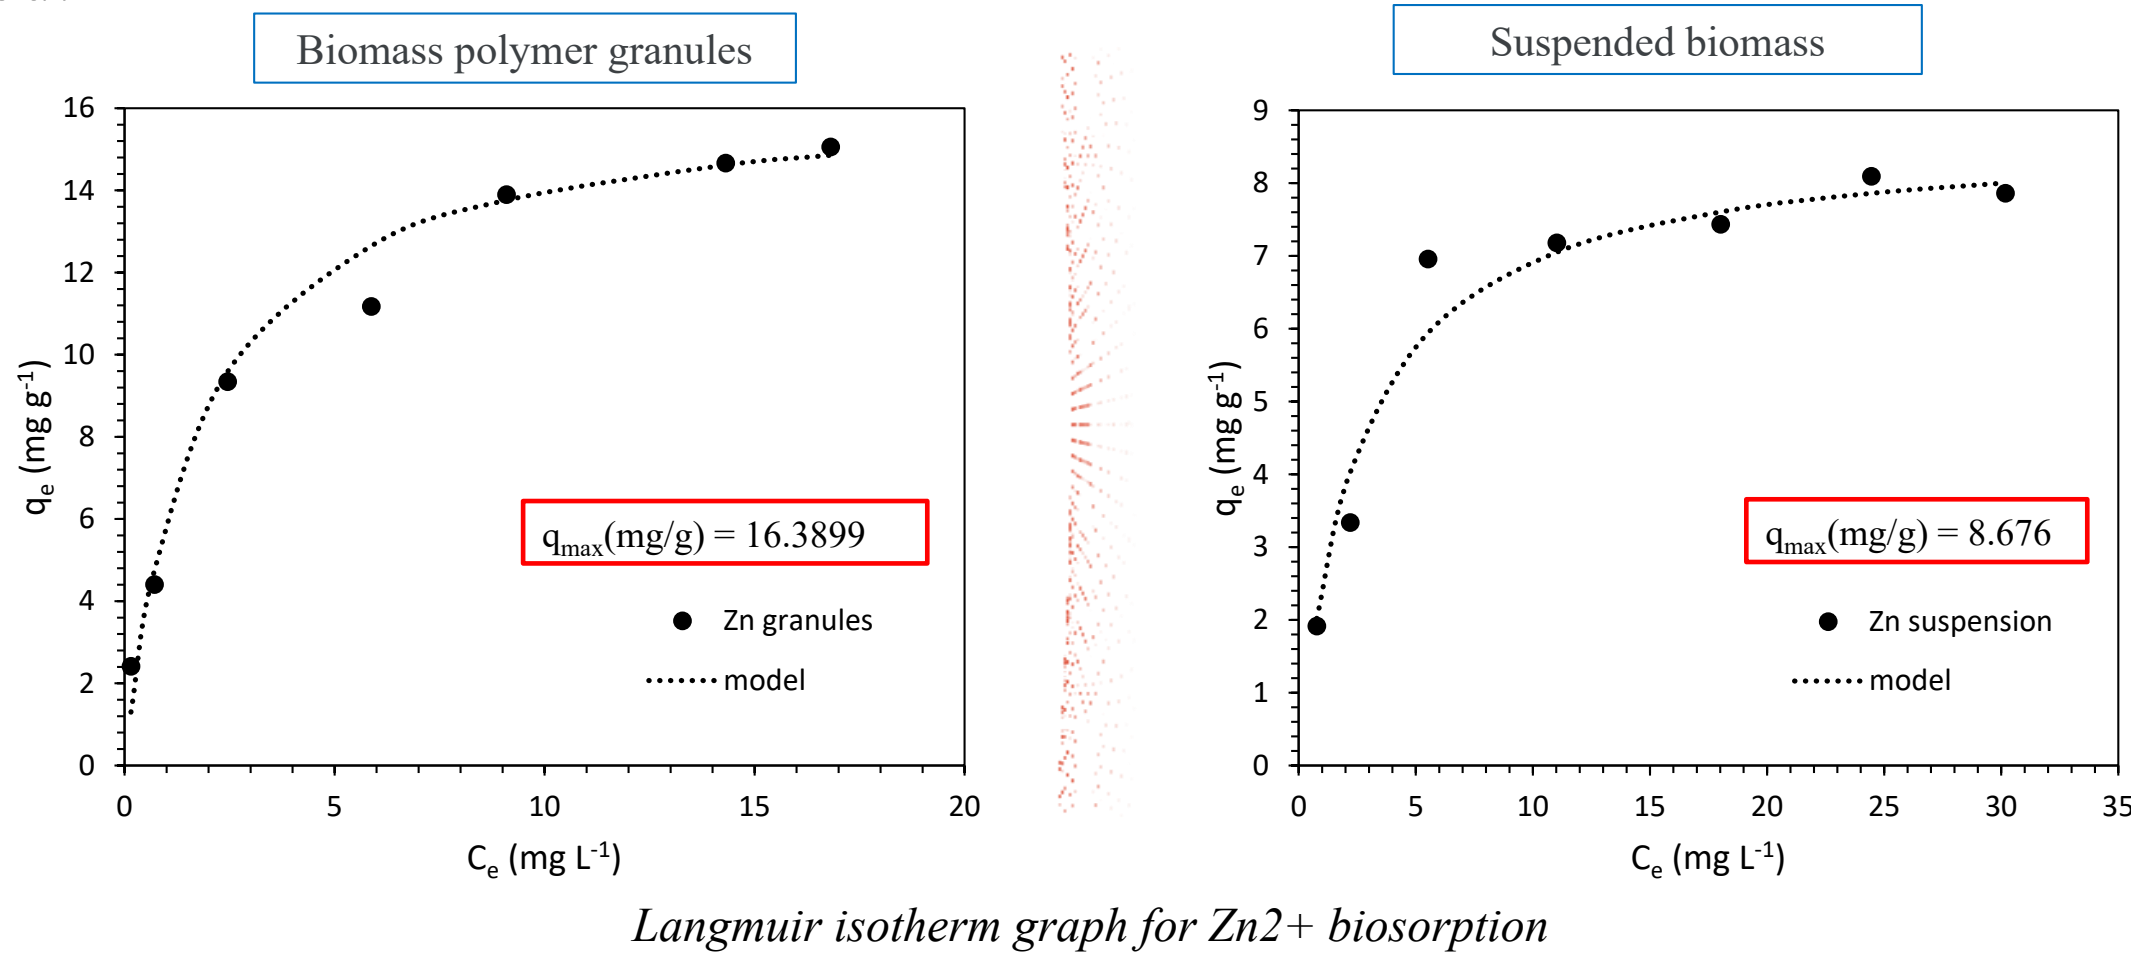 Biomass polymer granules
16
14
12
10
8
6
4
2
0
0 5 10 15 20
qe (mg g-1)
Ce (mg L-1)
qmax(mg/g) = 16.3899
Zn granules
model
Suspended biomass
9
8
7
6
5
4
3
2
1
0
0 5 10 15 20 25 30 35
qe (mg g-1)
Ce (mg L-1)
qmax(mg/g) = 8.676
Zn suspension
model
Langmuir isotherm graph for Zn2+ biosorption